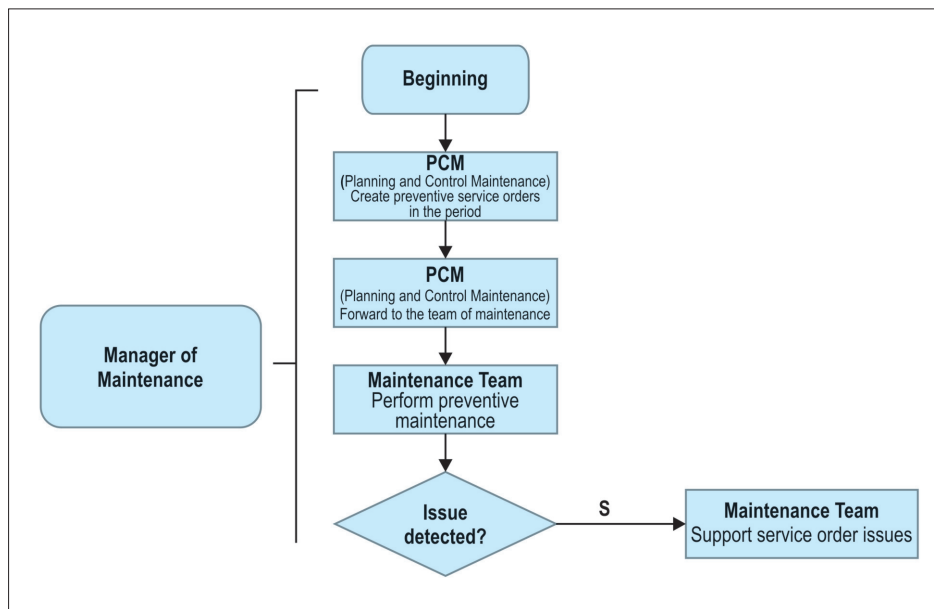 Beginning
PCM
(Planning and Control Maintenance)
Create preventive service orders
in the period
PCM
(Planning and Control Maintenance)
Forward to the team of maintenance
Manager of
Maintenance
Maintenance Team
Perform preventive
maintenance
Issue
detected?
S
Maintenance Team
Support service order issues